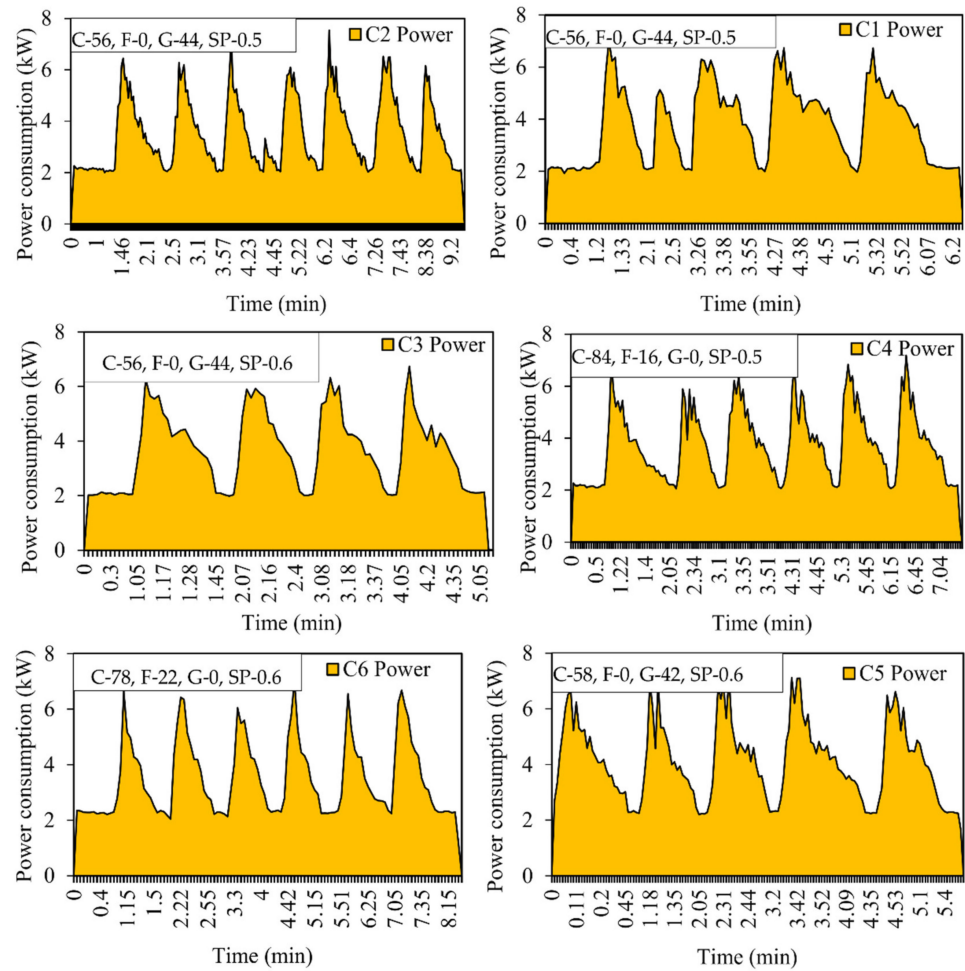 C-56, F-0, G-44, SP-0.5
C2 Power
Power consumption (kW)
8
6
4
2
0
0 1 1.46 2.1 2.5 3.1 3.57 4.23 4.45 5.22 6.2 6.4 7.26 7.43 8.38 9.2
Time (min)
C-56, F-0, G-44, SP-0.5
C1 Power
Power consumption (kW)
8
6
4
2
0
0 0.4 1.2 1.33 2.1 2.5 3.26 3.38 3.55 4.27 4.38 4.5 5.1 5.32 5.52 6.07 6.2
Time (min)
C-56, F-0, G-44, SP-0.6
C3 Power
Power consumption (kW)
8
6
4
2
0
0 0.3 1.05 1.17 1.28 1.45 2.07 2.16 2.4 3.08 3.18 3.37 4.05 4.2 4.35 5.05
Time (min)
C-84, F-16, G-0, SP-0.5
C4 Power
Power consumption (kW)
8
6
4
2
0
0 0.5 1.22 1.4 2.05 2.34 3.1 3.35 3.51 4.31 4.45 5.3 5.45 6.15 6.45 7.04
Time (min)
C-78, F-22, G-0, SP-0.6
C6 Power
Power consumption (kW)
8
6
4
2
0
0 0.4 1.15 1.5 2.22 2.55 3.3 4 4.42 5.15 5.51 6.25 7.05 7.35 8.15
Time (min)
C-58, F-0, G-42, SP-0.6
C5 Power
Power consumption (kW)
8
6
4
2
0
0 0.11 0.2 0.45 1.18 1.35 2.05 2.31 2.44 3.2 3.42 3.52 4.09 4.35 4.53 5.1 5.4
Time (min)